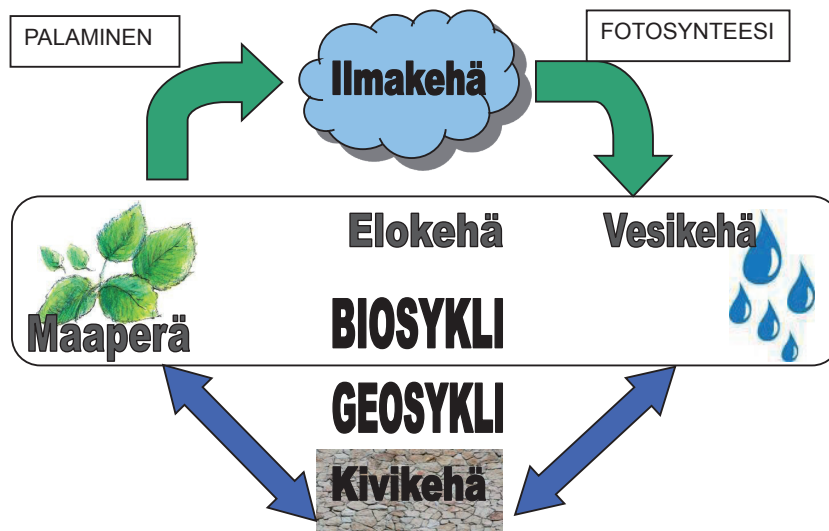 PALAMINEN
FOTOSYNTEESI
Ilmakehä
Elokehä
Vesikehä
Maaperä
BIOSYKLI
GEOSYKLI
Kivikehä